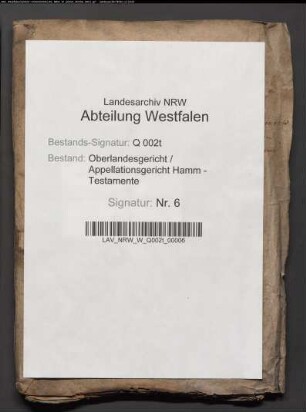 Landesarchiv NRW
Abteilung Westfalen
Bestands-Signatur: Q 002t
Bestand: Oberlandesgericht /
Appellationsgericht Hamm -
Testamente
Signatur: Nr. 6
LAV_NRW_W_Q002t_00006